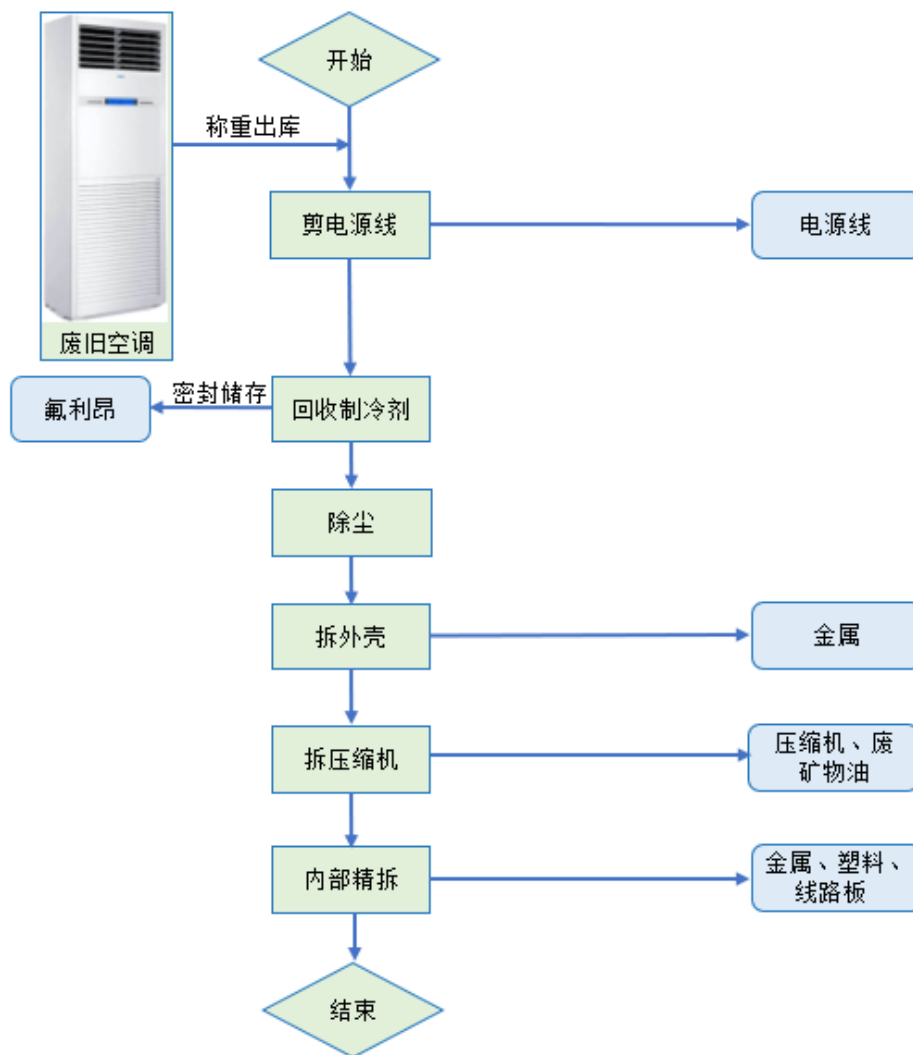 开始
称重出库
剪电源线
电源线
废旧空调
氟利昂
密封储存
回收制冷剂
除尘
拆外壳
金属
拆压缩机
压缩机、废
矿物油
内部精拆
金属、塑料、
线路板
结束